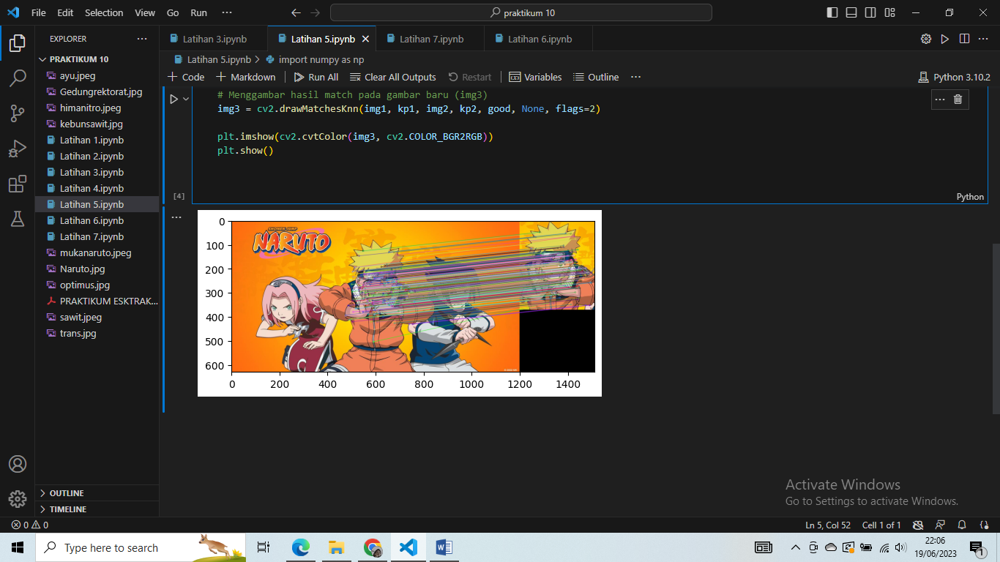 File Edit Selection View Go Run ···
praktikum 10
EXPLORER ···
Latihan 3.ipynb Latihan 5.ipynb Latihan 7.ipynb Latihan 6.ipynb
Latihan 5.ipynb > import numpy as np
+ Code + Markdown Run All Clear All Outputs Restart Variables Outline ··· Python 3.10.2
PRAKTIKUM 10
ayu.jpeg
Gedungrektorat.jpg
himanitro.jpeg
kebunsawit.jpg
Latihan 1.ipynb
Latihan 2.ipynb
Latihan 3.ipynb
Latihan 4.ipynb
Latihan 5.ipynb
Latihan 6.ipynb
Latihan 7.ipynb
mukanaruto.jpeg
Naruto.jpg
optimus.jpg
PRAKTIKUM ESKTRAK...
sawit.jpeg
trans.jpg
OUTLINE
TIMELINE
# Menggambar hasil match pada gambar baru (img3)
img3 = cv2.drawMatchesKnn(img1, kp1, img2, kp2, good, None, flags=2)
plt.imshow(cv2.cvtColor(img3, cv2.COLOR_BGR2RGB))
plt.show()
[4] Python
SHONEN JUMP
NARUTO
0
100
200
300
400
500
600
0 200 400 600 800 1000 1200 1400
Activate Windows
Go to Settings to activate Windows.
0 0 Ln 5, Col 52 Cell 1 of 1
Type here to search
22:06
19/06/2023
1